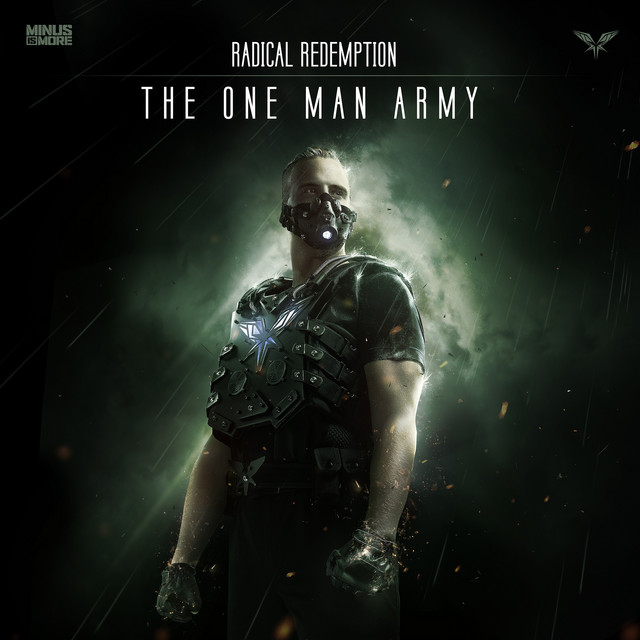 MINUS
IS MORE
RADICAL REDEMPTION
THE ONE MAN ARMY